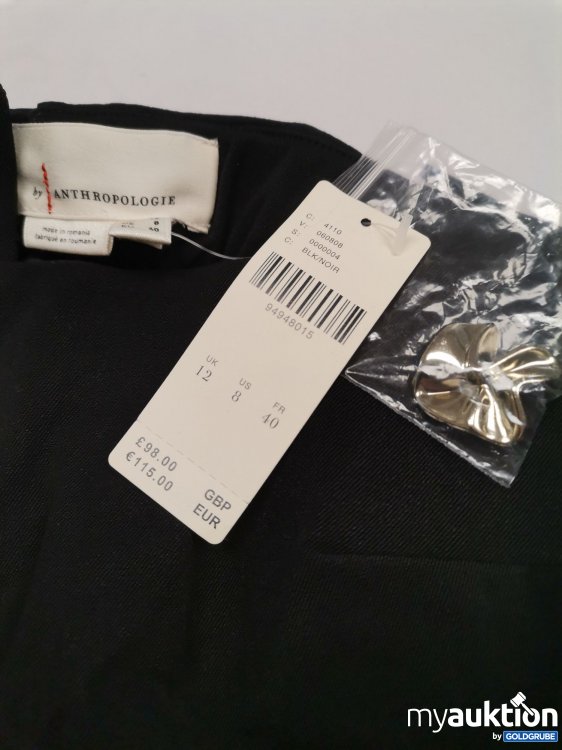 by ANTHROPOLOGIE
made in romania
fabriqué en roumanie
8
C: 4110
V: 060808
S: 0000004
C: BLK/NOIR
94948015
UK US FR
12 8 40
£98.00 GBP
€115.00 EUR
myauktion
by GOLDGRUBE